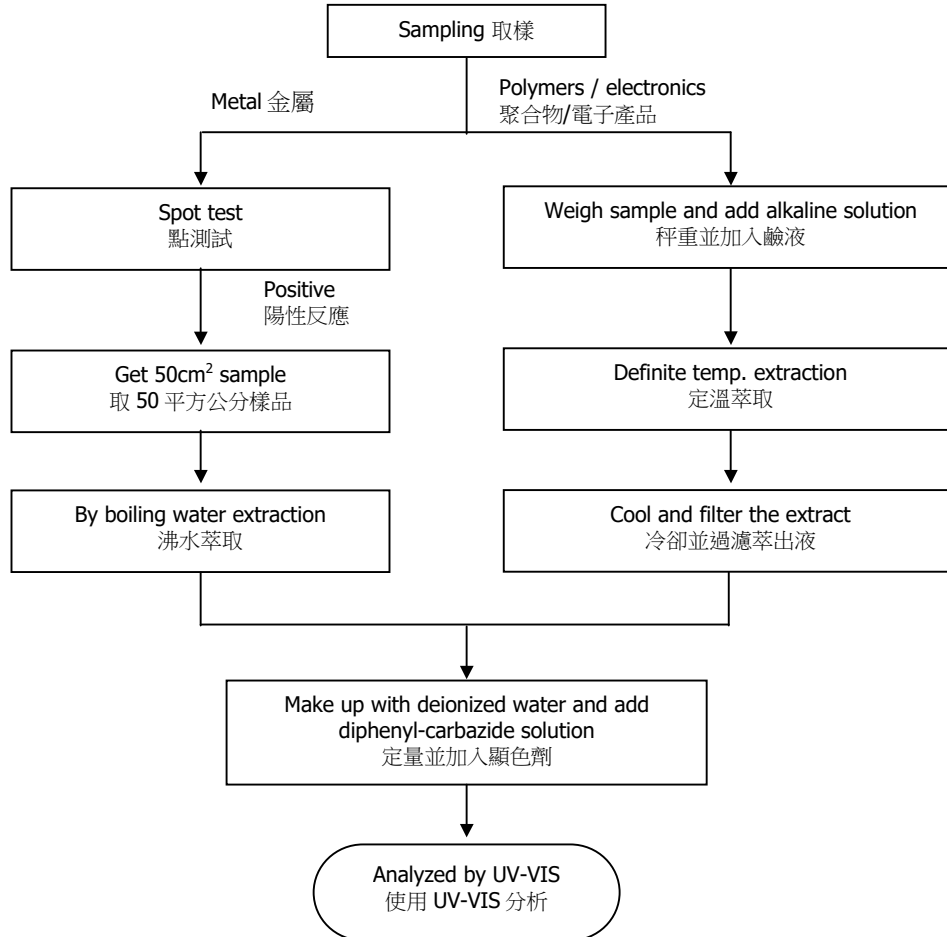 Sampling 取樣
Metal 金屬
Polymers / electronics
聚合物/電子產品
Spot test
點測試
Weigh sample and add alkaline solution
秤重並加入鹼液
Positive
陽性反應
Get 50cm² sample
取 50 平方公分樣品
Definite temp. extraction
定溫萃取
By boiling water extraction
沸水萃取
Cool and filter the extract
冷卻並過濾萃出液
Make up with deionized water and add
diphenyl-carbazide solution
定量並加入顯色劑
Analyzed by UV-VIS
使用 UV-VIS 分析